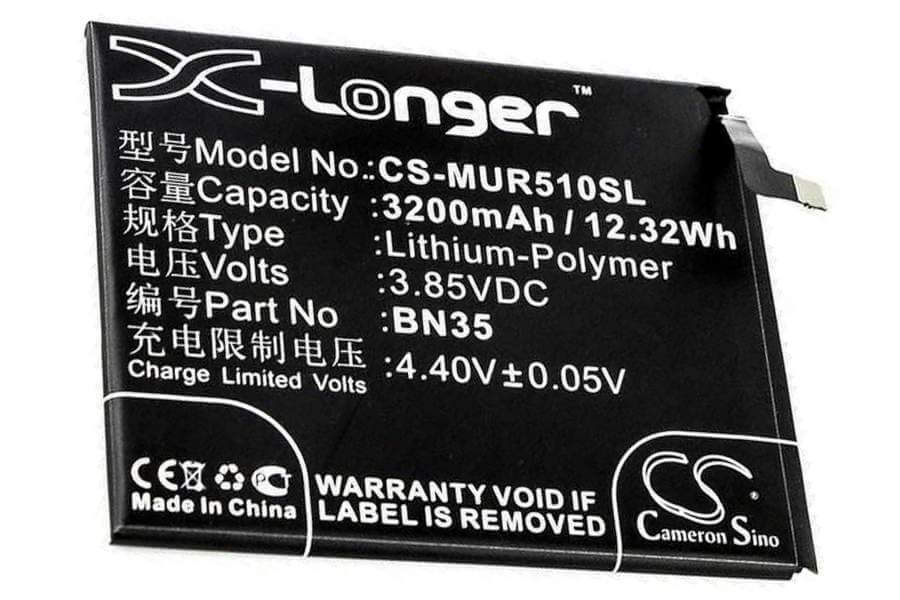 X-Longer™
型号Model No.:CS-MUR510SL
容量Capacity :3200mAh / 12.32Wh
规格Type :Lithium-Polymer
电压Volts :3.85VDC
编号Part No :BN35
充电限制电压
Charge Limited Volts :4.40V±0.05V
CE PC
Made In China
WARRANTY VOID IF
LABEL IS REMOVED
CS®
Cameron Sino